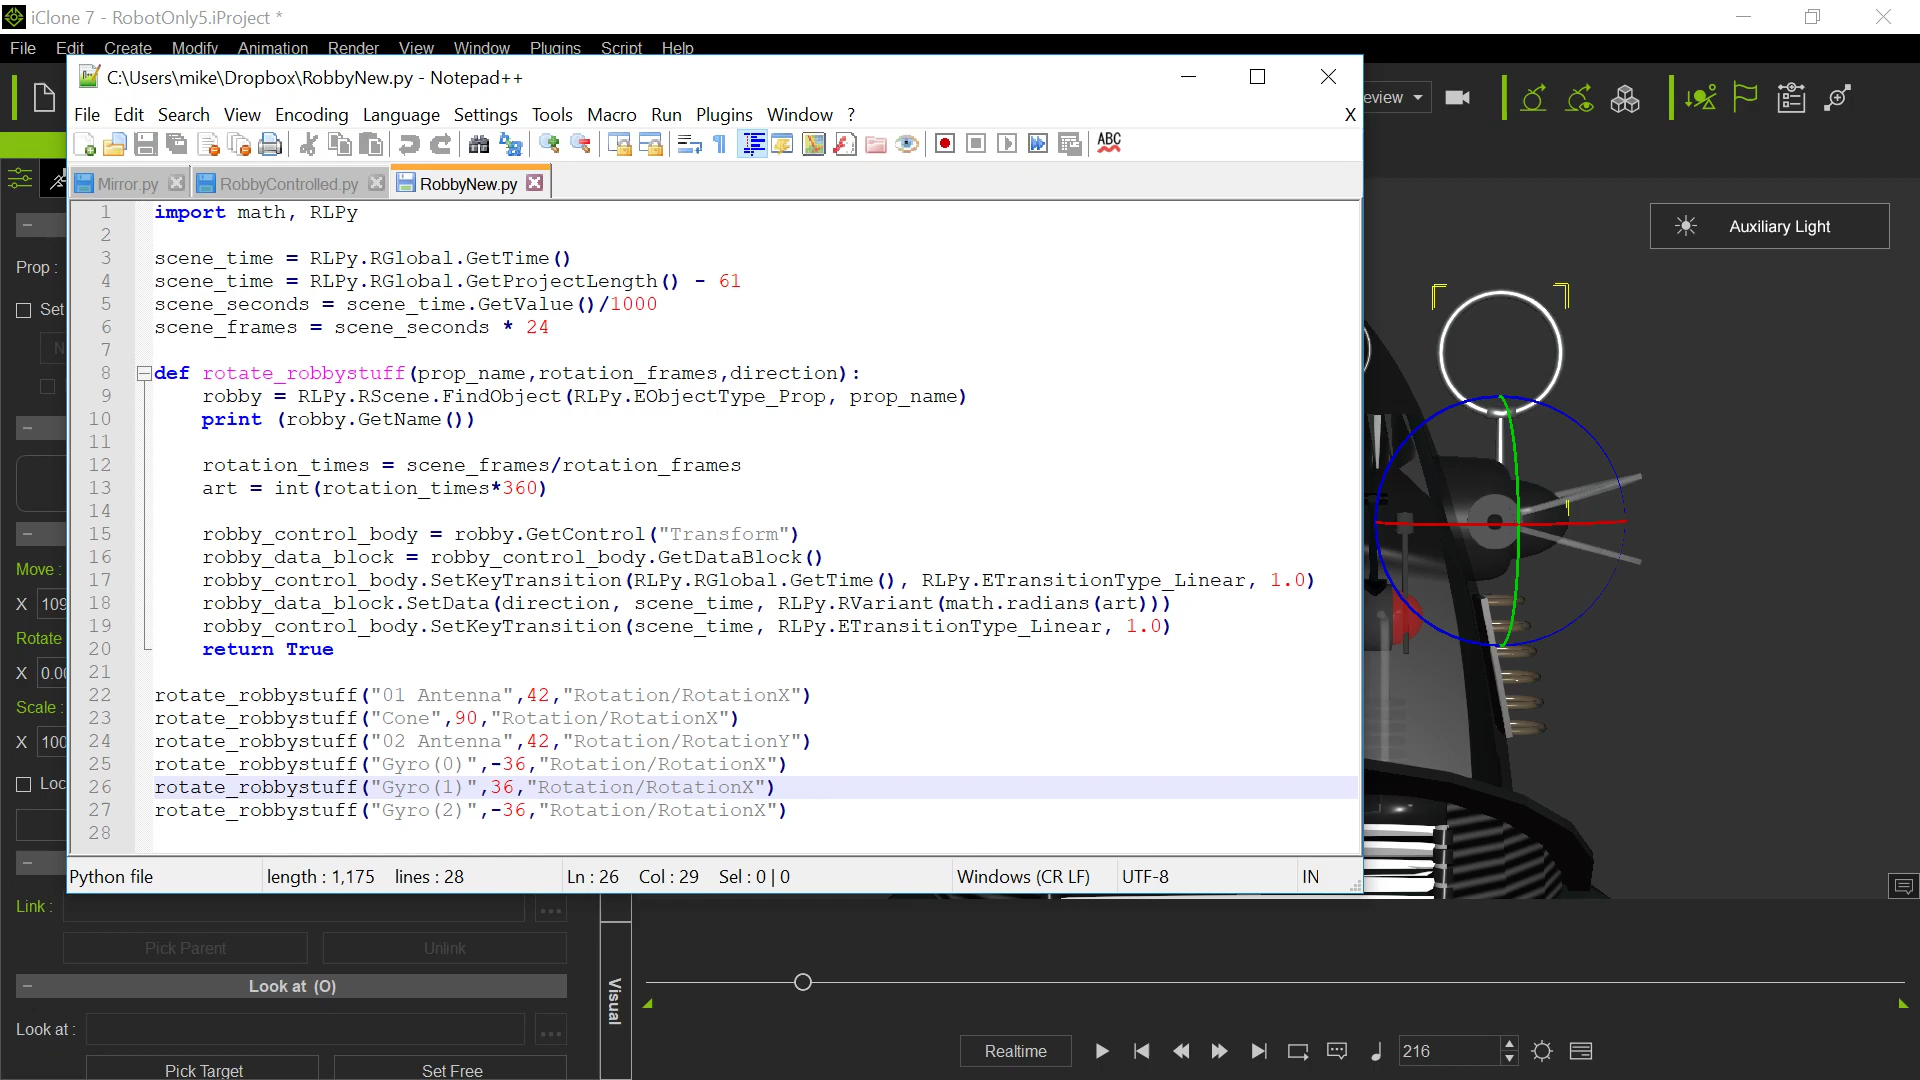 iClone 7 - RobotOnly5.iProject *
File Edit Create Modify Animation Render View Window Plugins Script Help
C:\Users\mike\Dropbox\RobbyNew.py - Notepad++
File Edit Search View Encoding Language Settings Tools Macro Run Plugins Window ? X
ABC
Mirror.py RobbyControlled.py RobbyNew.py
1 import math, RLPy
2
3 scene_time = RLPy.RGlobal.GetTime()
4 scene_time = RLPy.RGlobal.GetProjectLength() - 61
5 scene_seconds = scene_time.GetValue()/1000
6 scene_frames = scene_seconds * 24
7
8 def rotate_robbystuff(prop_name,rotation_frames,direction):
9 robby = RLPy.RScene.FindObject(RLPy.EObjectType_Prop, prop_name)
10 print (robby.GetName())
11
12 rotation_times = scene_frames/rotation_frames
13 art = int(rotation_times*360)
14
15 robby_control_body = robby.GetControl("Transform")
16 robby_data_block = robby_control_body.GetDataBlock()
17 robby_control_body.SetKeyTransition(RLPy.RGlobal.GetTime(), RLPy.ETransitionType_Linear, 1.0)
18 robby_data_block.SetData(direction, scene_time, RLPy.RVariant(math.radians(art)))
19 robby_control_body.SetKeyTransition(scene_time, RLPy.ETransitionType_Linear, 1.0)
20 return True
21
22 rotate_robbystuff("01 Antenna",42,"Rotation/RotationX")
23 rotate_robbystuff("Cone",90,"Rotation/RotationX")
24 rotate_robbystuff("02 Antenna",42,"Rotation/RotationY")
25 rotate_robbystuff("Gyro(0)",-36,"Rotation/RotationX")
26 rotate_robbystuff("Gyro(1)",36,"Rotation/RotationX")
27 rotate_robbystuff("Gyro(2)",-36,"Rotation/RotationX")
28
Python file length : 1,175 lines : 28 Ln : 26 Col : 29 Sel : 0 | 0 Windows (CR LF) UTF-8 IN
eview
Auxiliary Light
Prop :
Set
N
Move :
X 109
Rotate
X 0.00
Scale :
X 100
Loc
Link : ...
Pick Parent Unlink
Look at (O)
Look at : ...
Pick Target Set Free
Visual
Realtime 216